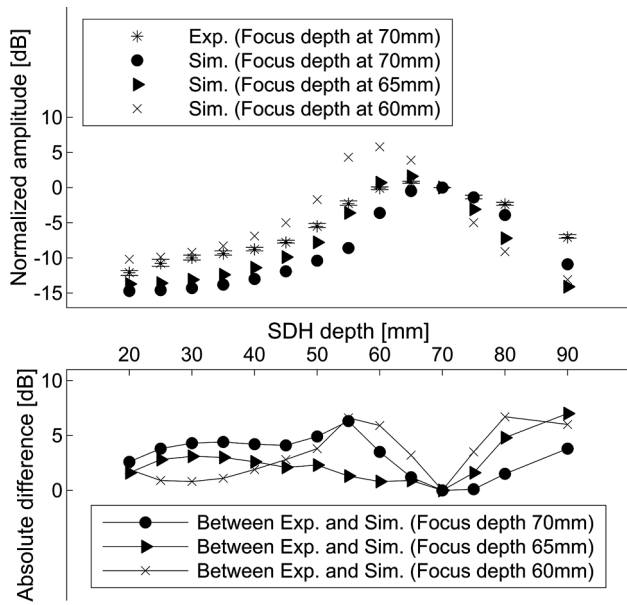 Normalized amplitude [dB]
Exp. (Focus depth at 70mm)
Sim. (Focus depth at 70mm)
Sim. (Focus depth at 65mm)
Sim. (Focus depth at 60mm)
10
5
0
-5
-10
-15
SDH depth [mm]
20 30 40 50 60 70 80 90
Absolute difference [dB]
10
5
0
Between Exp. and Sim. (Focus depth 70mm)
Between Exp. and Sim. (Focus depth 65mm)
Between Exp. and Sim. (Focus depth 60mm)